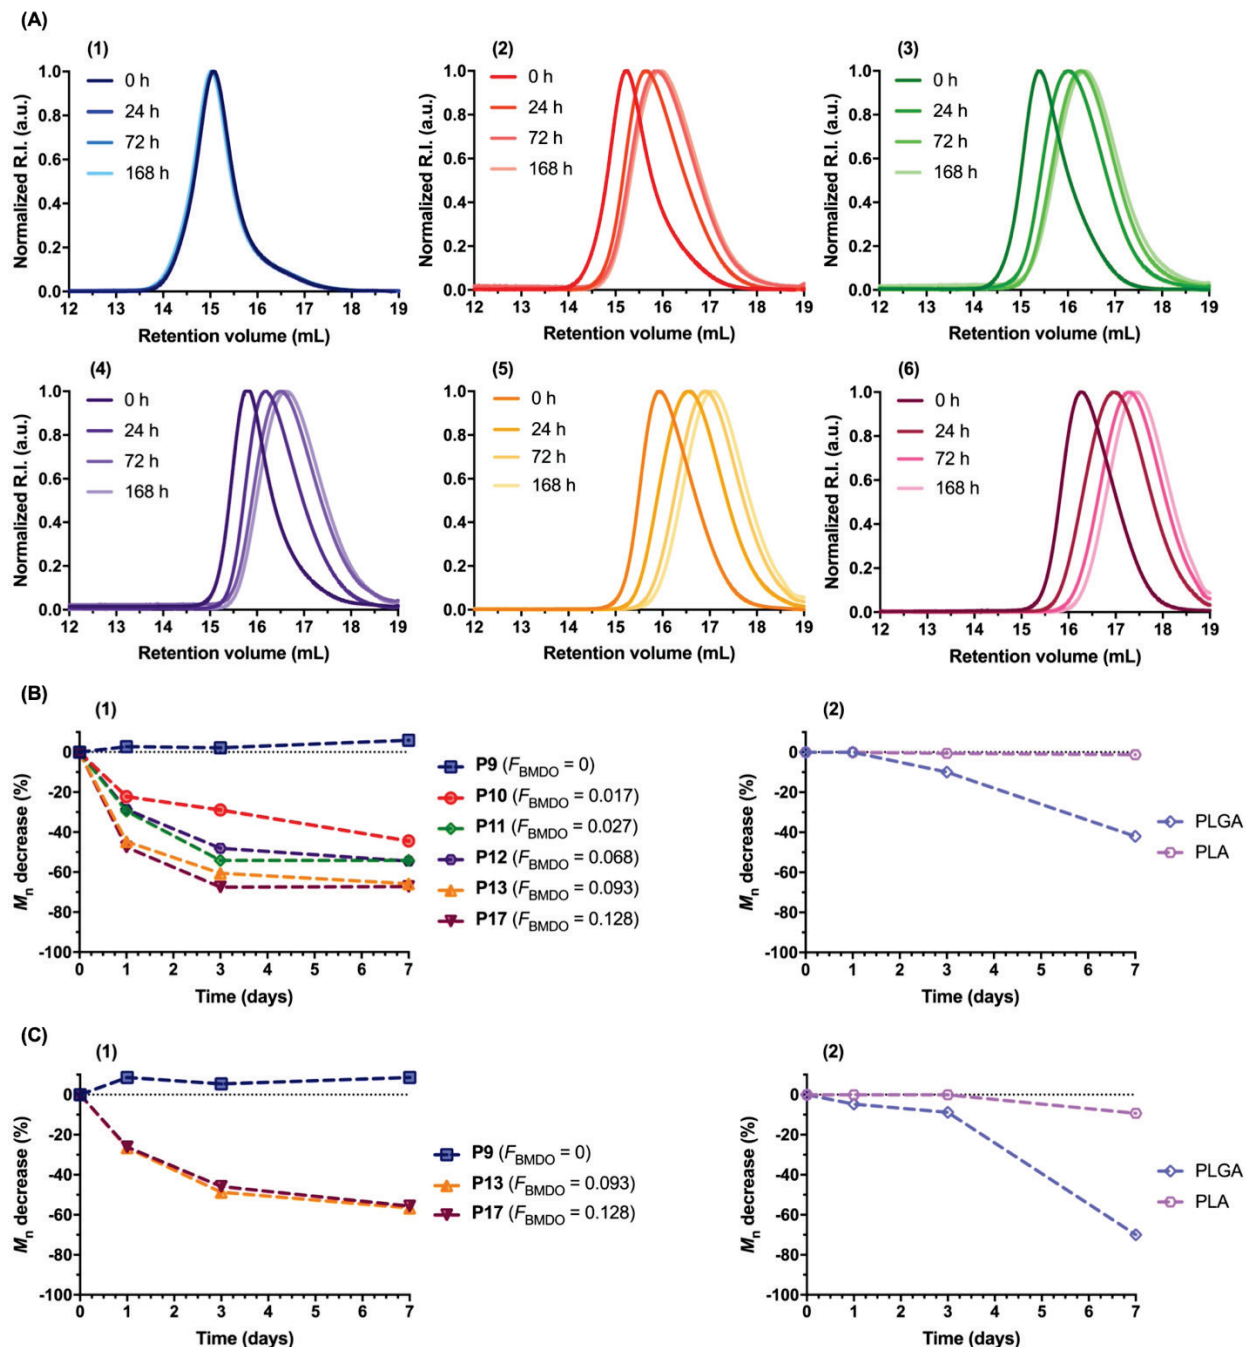 (A)
(1)
Normalized R.I. (a.u.)
1.0
0.8
0.6
0.4
0.2
0.0
0 h
24 h
72 h
168 h
12 13 14 15 16 17 18 19
Retention volume (mL)
(2)
Normalized R.I. (a.u.)
1.0
0.8
0.6
0.4
0.2
0.0
0 h
24 h
72 h
168 h
12 13 14 15 16 17 18 19
Retention volume (mL)
(3)
Normalized R.I. (a.u.)
1.0
0.8
0.6
0.4
0.2
0.0
0 h
24 h
72 h
168 h
12 13 14 15 16 17 18 19
Retention volume (mL)
(4)
Normalized R.I. (a.u.)
1.0
0.8
0.6
0.4
0.2
0.0
0 h
24 h
72 h
168 h
12 13 14 15 16 17 18 19
Retention volume (mL)
(5)
Normalized R.I. (a.u.)
1.0
0.8
0.6
0.4
0.2
0.0
0 h
24 h
72 h
168 h
12 13 14 15 16 17 18 19
Retention volume (mL)
(6)
Normalized R.I. (a.u.)
1.0
0.8
0.6
0.4
0.2
0.0
0 h
24 h
72 h
168 h
12 13 14 15 16 17 18 19
Retention volume (mL)
(B)
(1)
Mn decrease (%)
0
-20
-40
-60
-80
-100
0 1 2 3 4 5 6 7
Time (days)
P9 (FBMDO = 0)
P10 (FBMDO = 0.017)
P11 (FBMDO = 0.027)
P12 (FBMDO = 0.068)
P13 (FBMDO = 0.093)
P17 (FBMDO = 0.128)
(2)
Mn decrease (%)
0
-20
-40
-60
-80
-100
0 1 2 3 4 5 6 7
Time (days)
PLGA
PLA
(C)
(1)
Mn decrease (%)
0
-20
-40
-60
-80
-100
0 1 2 3 4 5 6 7
Time (days)
P9 (FBMDO = 0)
P13 (FBMDO = 0.093)
P17 (FBMDO = 0.128)
(2)
Mn decrease (%)
0
-20
-40
-60
-80
-100
0 1 2 3 4 5 6 7
Time (days)
PLGA
PLA